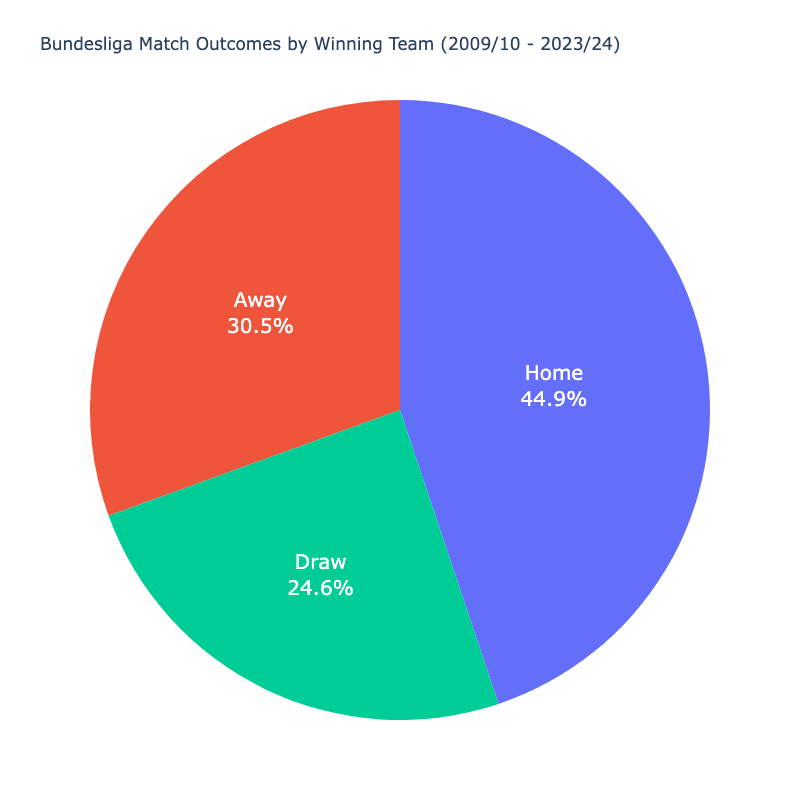 Bundesliga Match Outcomes by Winning Team (2009/10 - 2023/24)
Away
30.5%
Home
44.9%
Draw
24.6%